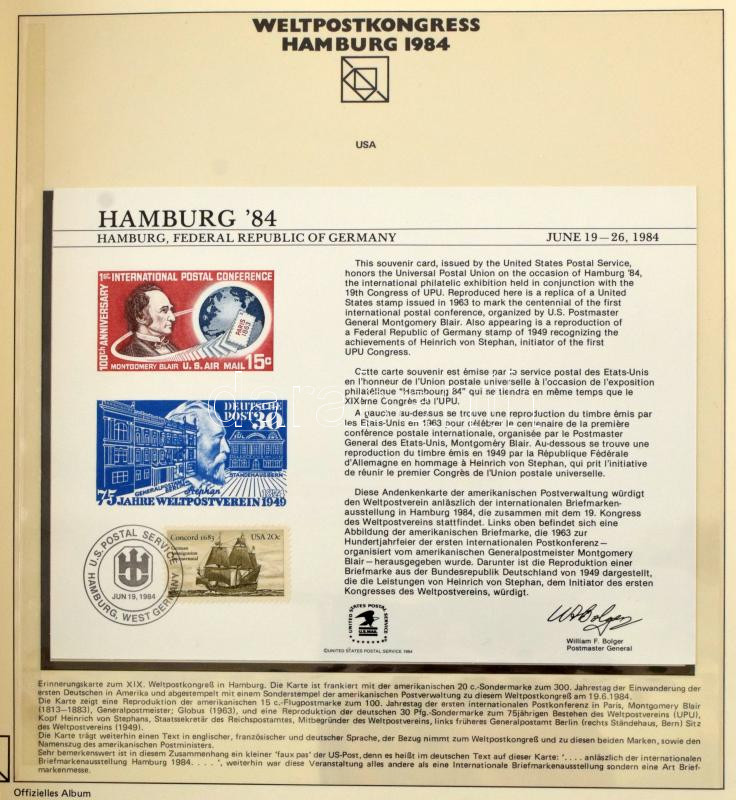 WELTPOSTKONGRESS
HAMBURG 1984
USA
HAMBURG '84
HAMBURG, FEDERAL REPUBLIC OF GERMANY
JUNE 19–26, 1984
1st INTERNATIONAL POSTAL CONFERENCE
100th ANNIVERSARY
PARIS
1863
MONTGOMERY BLAIR U.S. AIR MAIL 15c
DEUTSCHE
POST 30
GENERALPOSTAMT BERLIN
STÄNDEHAUS BERN
Stephan
1874
75 JAHRE WELTPOSTVEREIN 1949
Concord 1683
USA 20c
German
Immigration
Tricentennial
U.S. POSTAL SERVICE
JUN 19, 1984
HAMBURG, WEST GERMANY
This souvenir card, issued by the United States Postal Service,
honors the Universal Postal Union on the occasion of Hamburg '84,
the international philatelic exhibition held in conjunction with the
19th Congress of UPU. Reproduced here is a replica of a United
States stamp issued in 1963 to mark the centennial of the first
international postal conference, organized by U.S. Postmaster
General Montgomery Blair. Also appearing is a reproduction of
a Federal Republic of Germany stamp of 1949 recognizing the
achievements of Heinrich von Stephan, initiator of the first
UPU Congress.
Cette carte souvenir est émise par le service postal des Etats-Unis
en l'honneur de l'Union postale universelle à l'occasion de l'exposition
philatélique "Hambourg 84" qui se tiendra en même temps que le
XIXème Congrès de l'UPU.
A gauche au-dessus se trouve une reproduction du timbre émis par
les Etats-Unis en 1963 pour célébrer le centenaire de la première
conférence postale internationale, organisée par le Postmaster
General des Etats-Unis, Montgoméry Blair. Au-dessous se trouve une
reproduction du timbre émis en 1949 par la République Fédérale
d'Allemagne en hommage à Heinrich von Stephan, qui prit l'initiative
de réunir le premier Congrès de l'Union postale universelle.
Diese Andenkenkarte der amerikanischen Postverwaltung würdigt
den Weltpostverein anläszlich der internationalen Briefmarken-
ausstellung in Hamburg 1984, die zusammen mit dem 19. Kongress
des Weltpostvereins stattfindet. Links oben befindet sich eine
Abbildung der amerikanischen Briefmarke, die 1963 zur
Hundertjahrfeier der ersten internationalen Postkonferenz—
organisiert vom amerikanischen Generalpostmeister Montgomery
Blair—herausgegeben wurde. Darunter ist die Reproduktion einer
Briefmarke aus der Bundesrepublik Deutschland von 1949 dargestellt,
die die Leistungen von Heinrich von Stephan, dem Initiator des ersten
Kongresses des Weltpostvereins, würdigt.
UNITED STATES POSTAL SERVICE
U.S. MAIL
©UNITED STATES POSTAL SERVICE 1984
WF Bolger
William F. Bolger
Postmaster General
Erinnerungskarte zum XIX. Weltpostkongreß in Hamburg. Die Karte ist frankiert mit der amerikanischen 20 c.-Sondermarke zum 300. Jahrestag der Einwanderung der
ersten Deutschen in Amerika und abgestempelt mit einem Sonderstempel der amerikanischen Postverwaltung zu diesem Weltpostkongreß am 19.6.1984.
Die Karte zeigt eine Reproduktion der amerikanischen 15 c.-Flugpostmarke zum 100. Jahrestag der ersten internationalen Postkonferenz in Paris, Montgomery Blair
(1813–1883), Generalpostmeister; Globus (1963), und eine Reproduktion der deutschen 30 Pfg.-Sondermarke zum 75jährigen Bestehen des Weltpostvereins (UPU),
Kopf Heinrich von Stephans, Staatssekretär des Reichspostamtes, Mitbegründer des Weltpostvereins, links früheres Generalpostamt Berlin (rechts Ständehaus, Bern) Sitz
des Weltpostvereins (1949).
Die Karte trägt weiterhin einen Text in englischer, französischer und deutscher Sprache, der Bezug nimmt zum Weltpostkongreß und zu diesen beiden Marken, sowie den
Namenszug des amerikanischen Postministers.
Sehr bemerkenswert ist in diesem Zusammenhang ein kleiner 'faux pas' der US-Post, denn es heißt im deutschen Text auf dieser Karte: '. . . . anläszlich der internationalen
Briefmarkenausstellung Hamburg 1984. . . . ', weiterhin war diese Veranstaltung alles andere als eine Internationale Briefmarkenausstellung sondern eine Art Brief-
markenmesse.
Offizielles Album